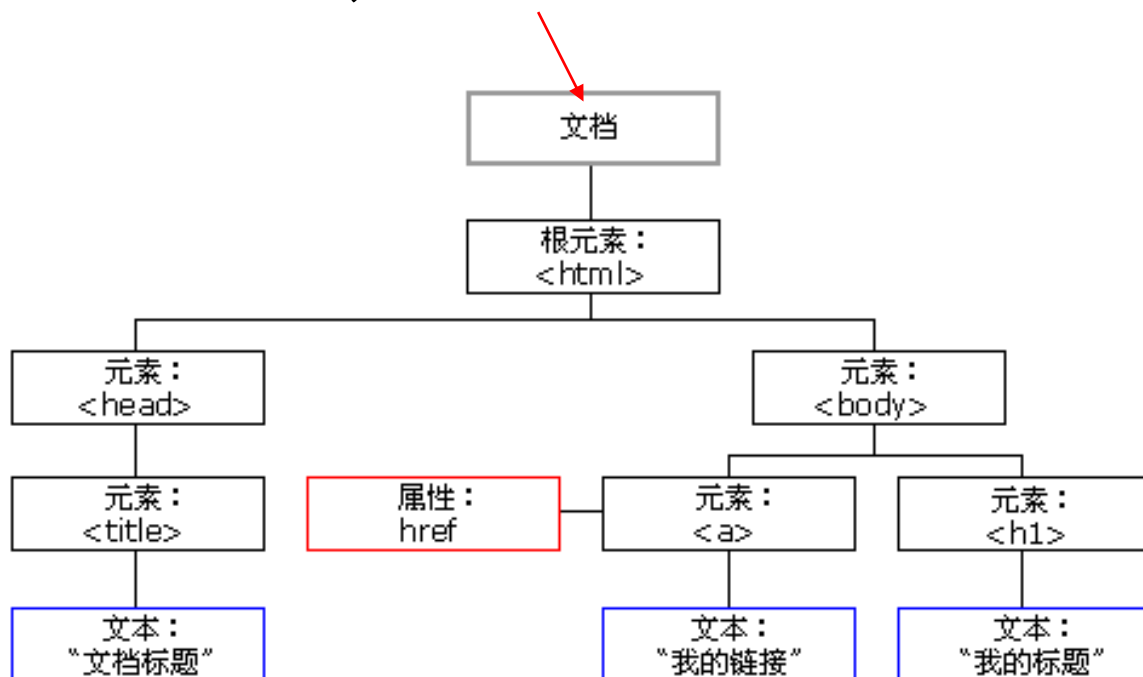 文档
根元素：
<html>
元素：
<head>
元素：
<body>
元素：
<title>
属性：
href
元素：
<a>
元素：
<h1>
文本：
“文档标题”
文本：
“我的链接”
文本：
“我的标题”